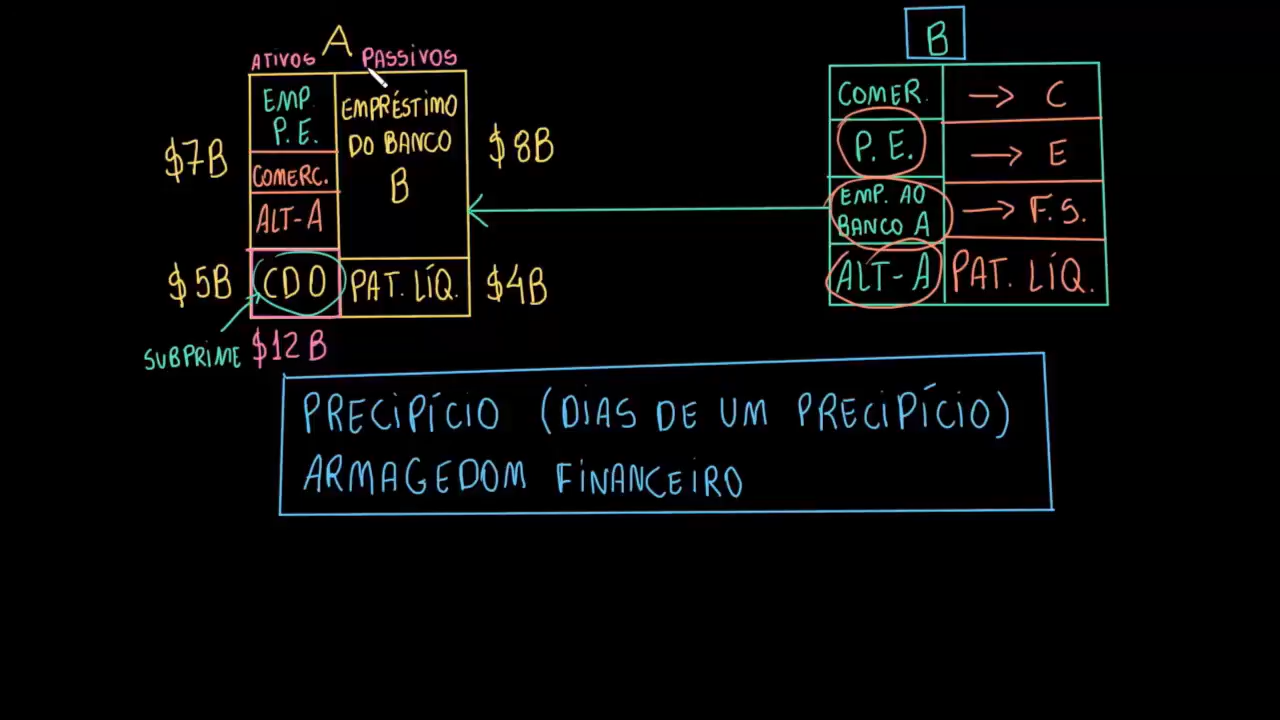 A
ATIVOS
PASSIVOS
EMP.
P.E.
COMERC.
ALT-A
CDO
$7B
$5B
SUBPRIME
$12B
EMPRÉSTIMO
DO BANCO
B
PAT. LÍQ.
$8B
$4B
B
COMER.
→ C
P.E.
→ E
EMP. AO
BANCO A
→ F.S.
ALT-A
PAT. LÍQ.
PRECIPÍCIO (DIAS DE UM PRECIPÍCIO)
ARMAGEDOM FINANCEIRO